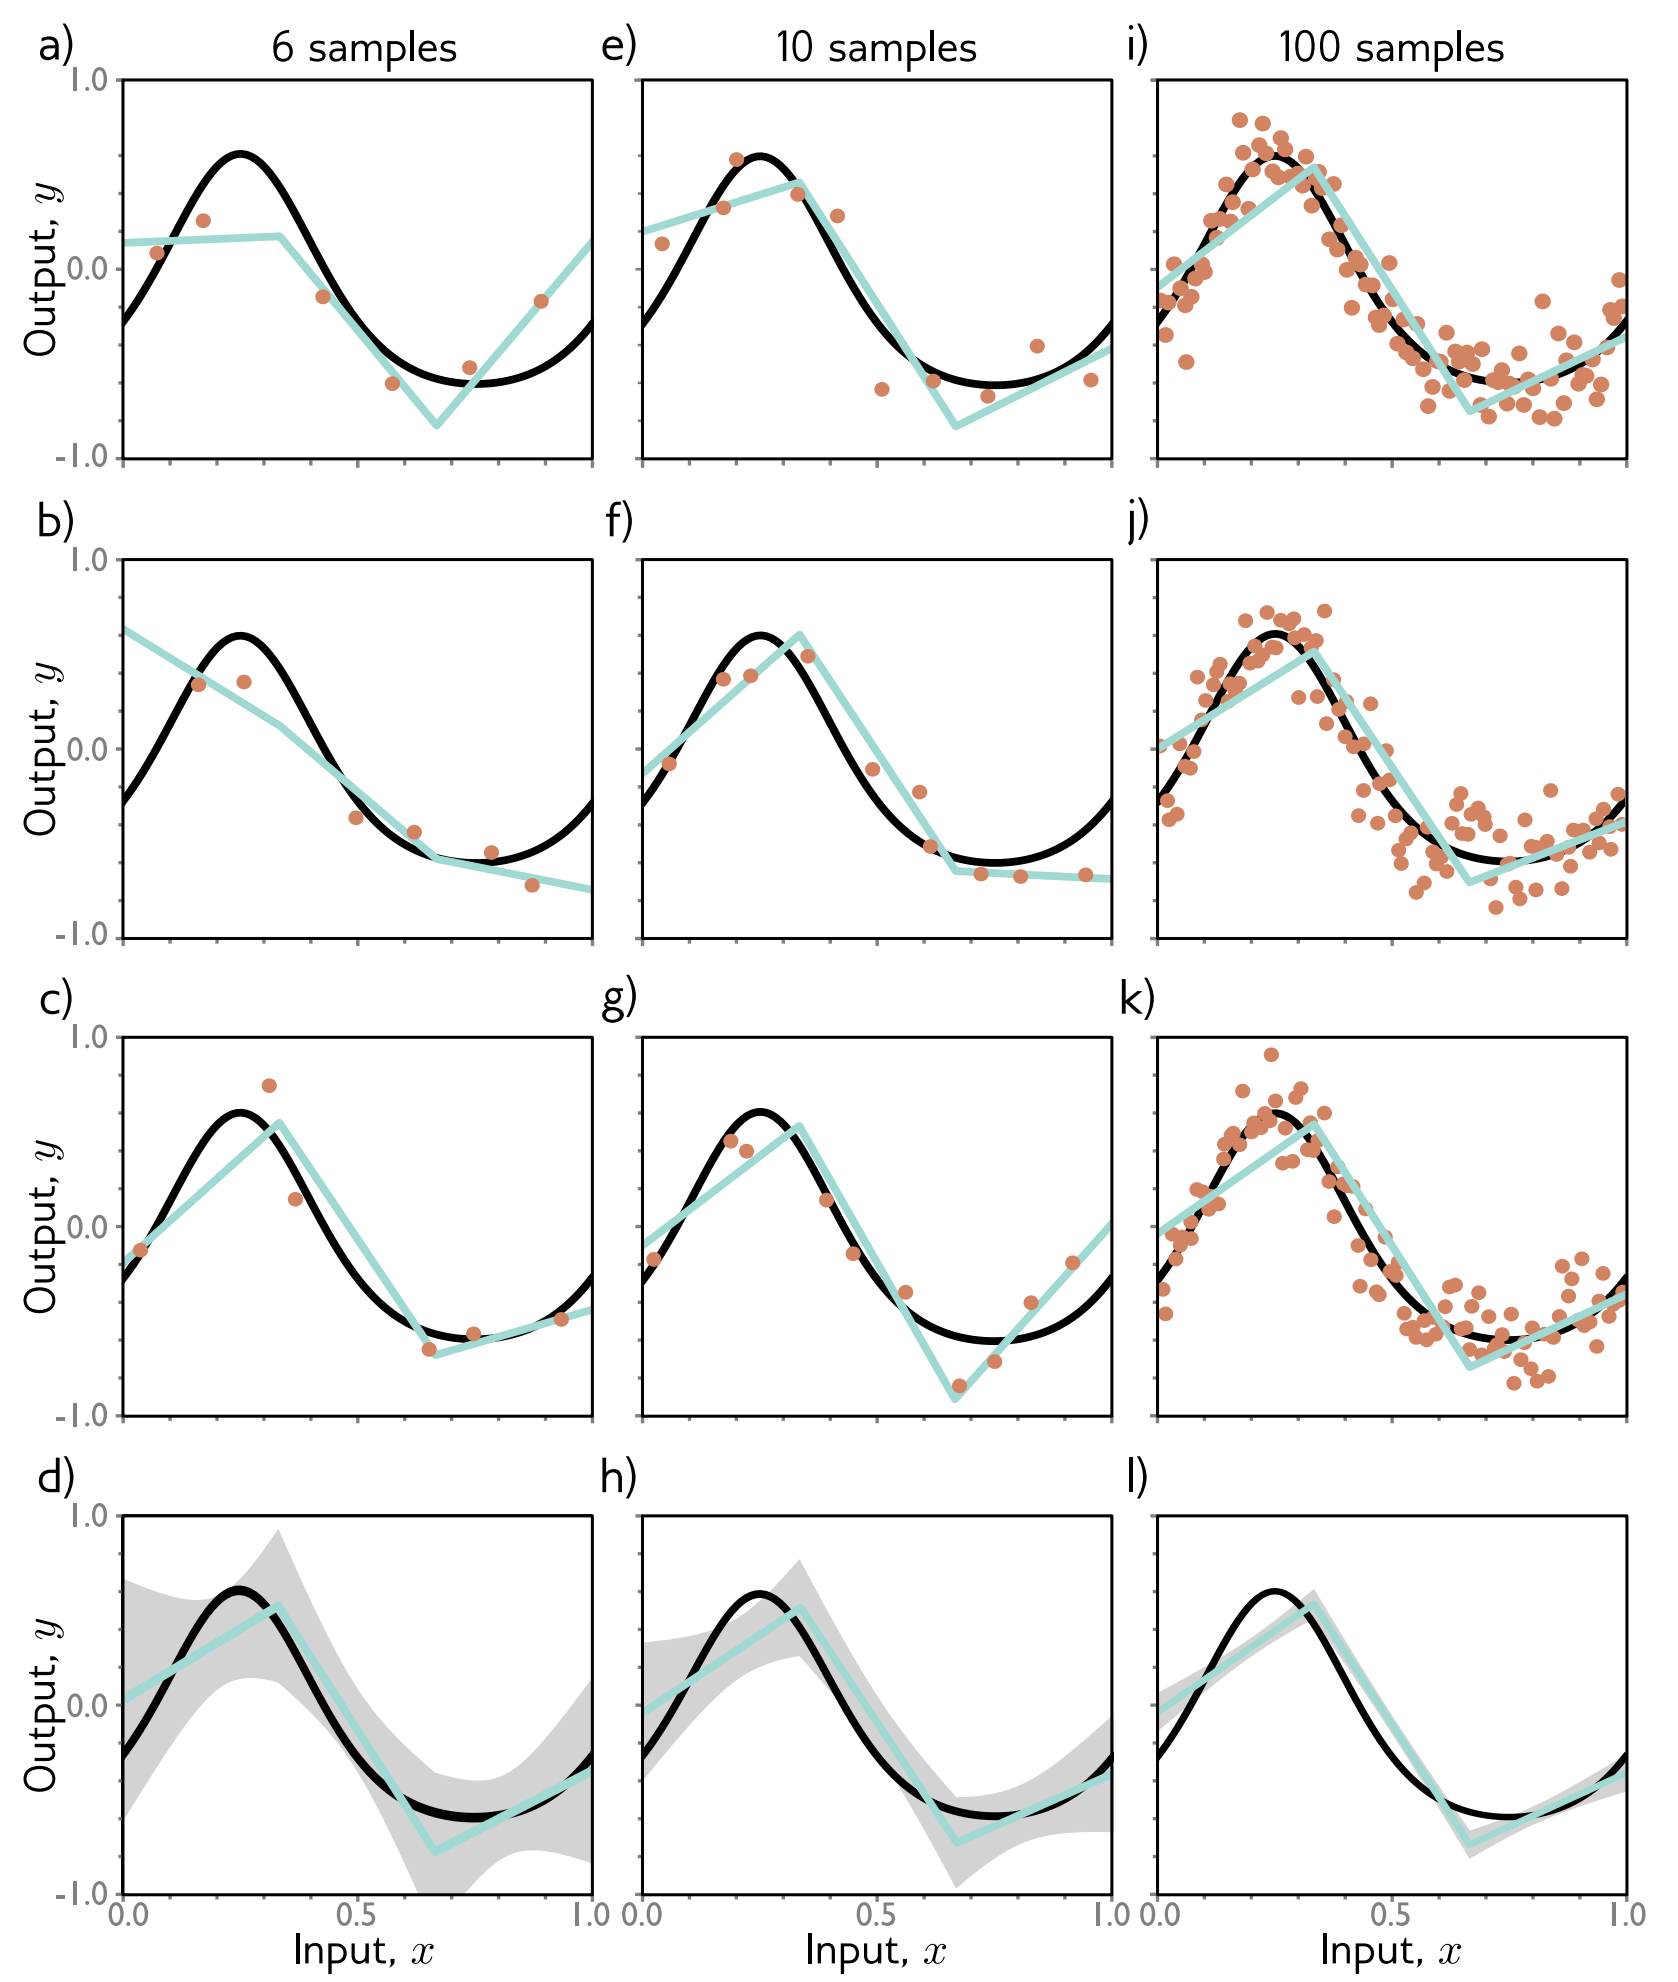 a) 6 samples e) 10 samples i) 100 samples
1.0
Output, y
0.0
-1.0
b) f) j)
1.0
Output, y
0.0
-1.0
c) g) k)
1.0
Output, y
0.0
-1.0
d) h) l)
1.0
Output, y
0.0
-1.0
0.0 0.5 1.0 0.0 0.5 1.0 0.0 0.5 1.0
Input, x Input, x Input, x